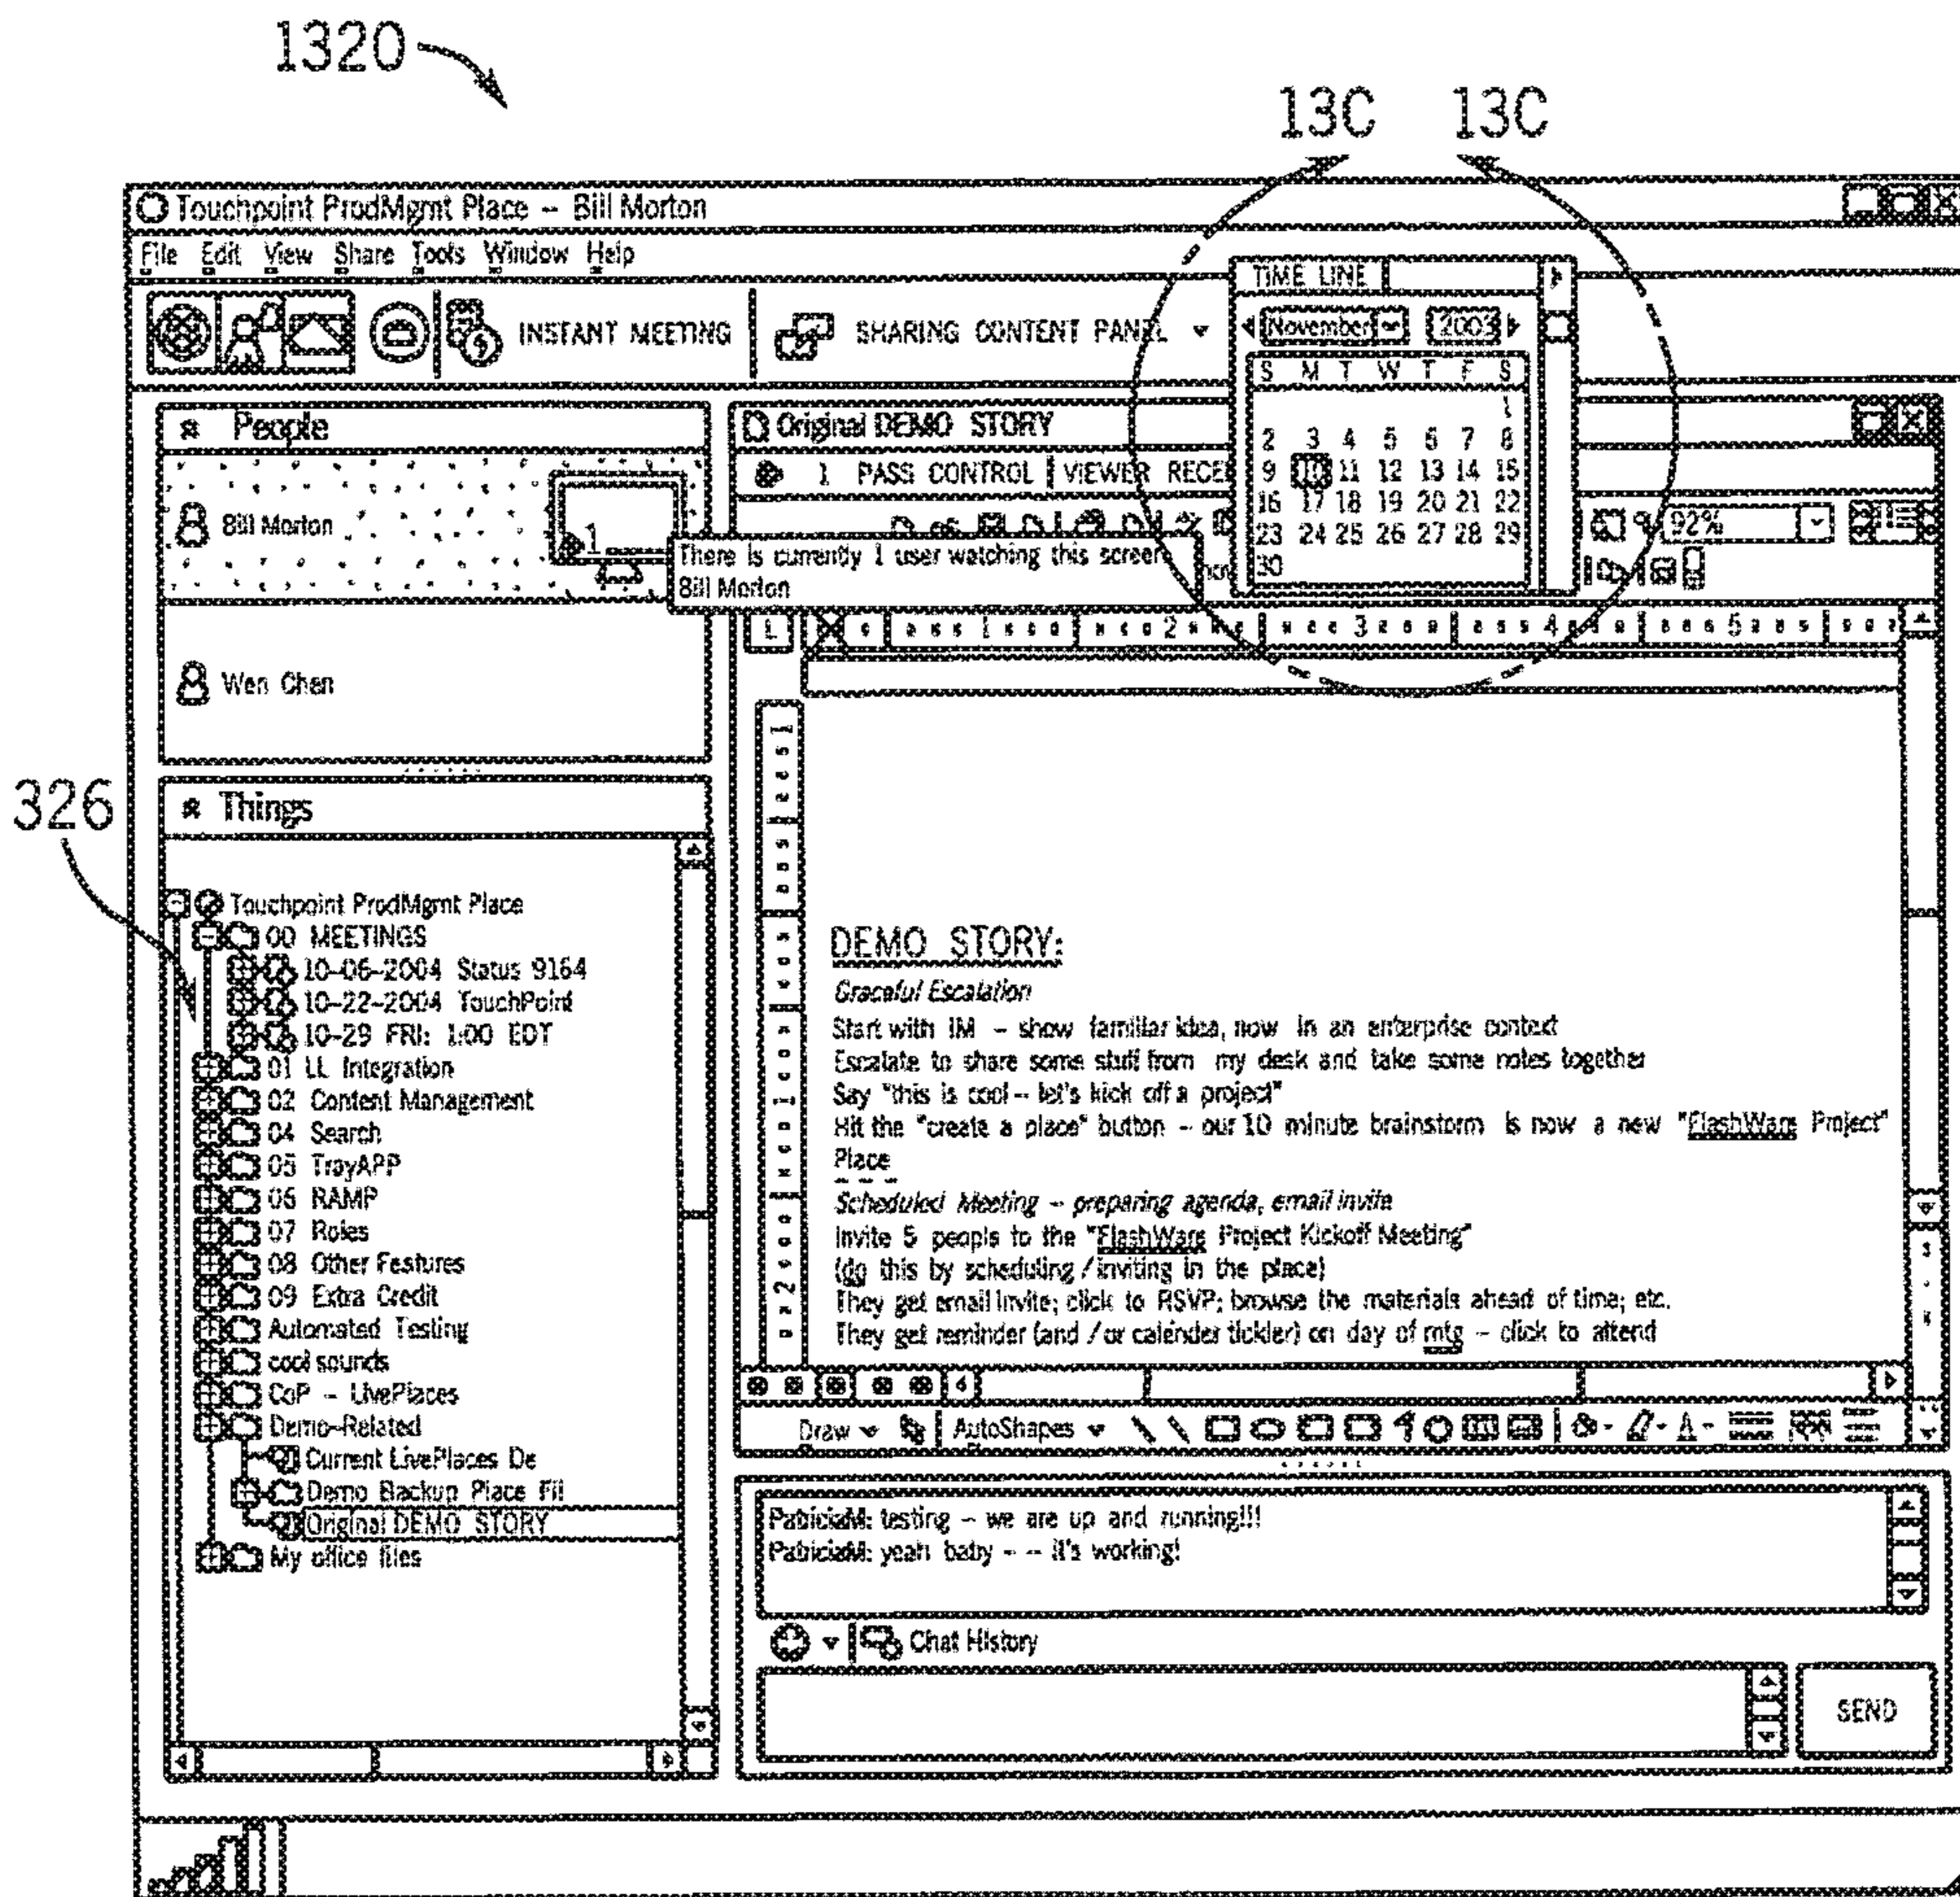 1320
13C 13C
Touchpoint ProdMgmt Place - Bill Morton
File Edit View Share Tools Window Help
INSTANT MEETING
SHARING CONTENT PANEL
TIME LINE
November 2003
S M T W T F S
1
2 3 4 5 6 7 8
9 10 11 12 13 14 15
16 17 18 19 20 21 22
23 24 25 26 27 28 29
30
People
Bill Morton
1
There is currently 1 user watching this screen
Bill Morton
Wen Chen
Original DEMO STORY
1 PASS CONTROL VIEWER RECE
92%
L 1 2 3 4 5
326
Things
Touchpoint ProdMgmt Place
00 MEETINGS
10-06-2004 Status 9164
10-22-2004 TouchPoint
10-29 FRI: 1:00 EDT
01 LL Integration
02 Content Management
04 Search
05 TrayAPP
06 RAMP
07 Roles
08 Other Features
09 Extra Credit
Automated Testing
cool sounds
CoP - LivePlaces
Demo-Related
Current LivePlaces De
Demo Backup Place Fil
Original DEMO STORY
My office files
1
1
2
DEMO STORY:
Graceful Escalation
Start with IM - show familiar idea, now in an enterprise context
Escalate to share some stuff from my desk and take some notes together
Say "this is cool - let's kick off a project"
Hit the "create a place" button - our 10 minute brainstorm is now a new "FlashWare Project"
Place
Scheduled Meeting - preparing agenda, email invite
Invite 5 people to the "FlashWare Project Kickoff Meeting"
(do this by scheduling / inviting in the place)
They get email invite; click to RSVP; browse the materials ahead of time; etc.
They get reminder (and / or calender tickler) on day of mtg - click to attend
Draw AutoShapes A
PatriciaM: testing - we are up and running!!!
PatriciaM: yeah baby - - it's working!
Chat History
SEND